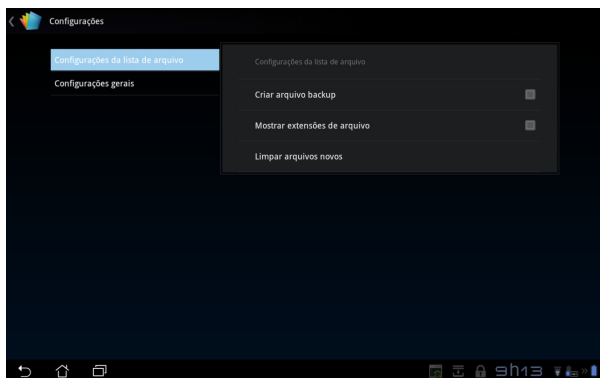 Configurações
Configurações da lista de arquivo
Configurações gerais
Configurações da lista de arquivo
Criar arquivo backup
Mostrar extensões de arquivo
Limpar arquivos novos
9h13